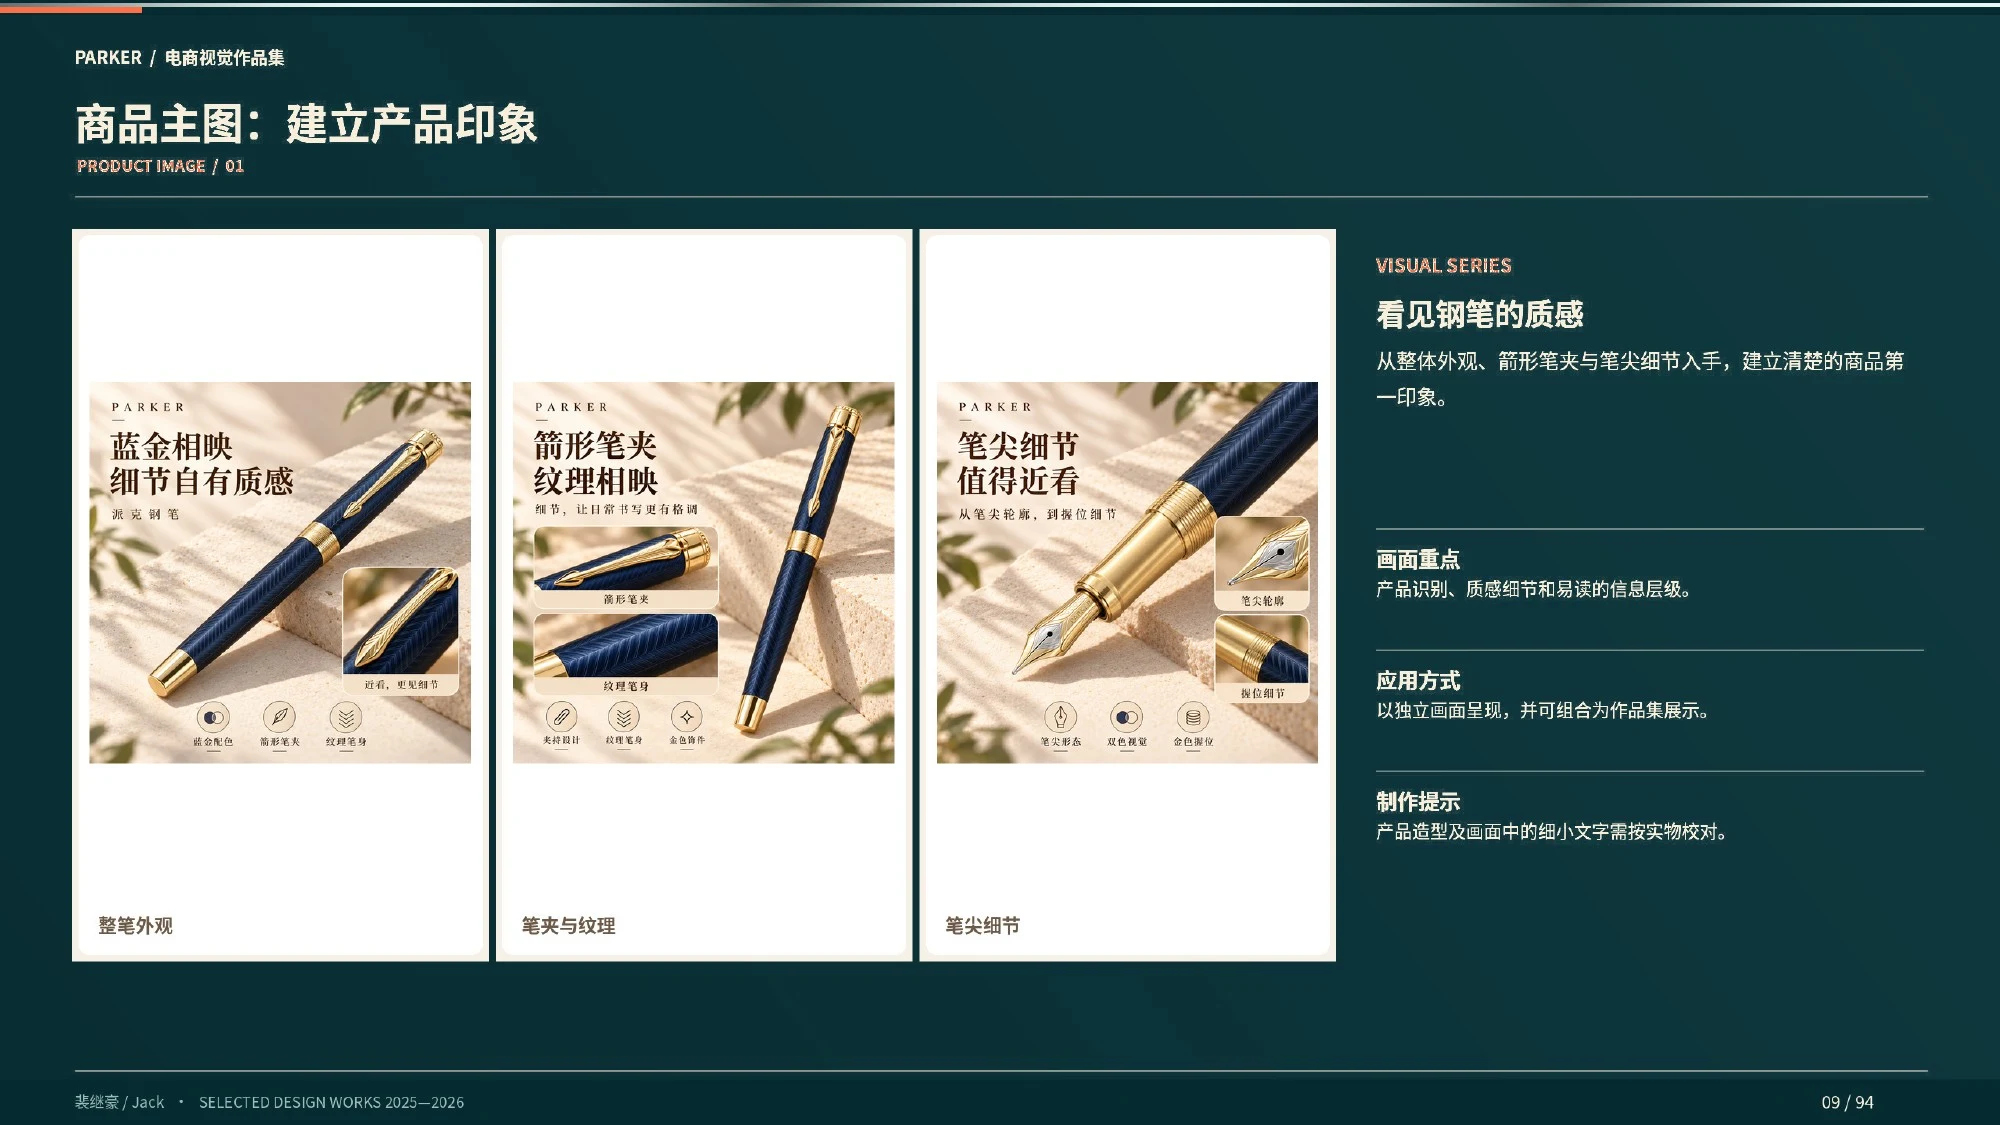 PARKER / 电商视觉作品集
商品主图：建立产品印象
PRODUCT IMAGE / 01
PARKER
蓝金相映
细节自有质感
派克钢笔
近看，更见细节
蓝金配色
箭形笔夹
纹理笔身
整笔外观
PARKER
箭形笔夹
纹理相映
细节，让日常书写更有格调
箭形笔夹
纹理笔身
夹持设计
纹理笔身
金色饰件
笔夹与纹理
PARKER
笔尖细节
值得近看
从笔尖轮廓，到握位细节
笔尖轮廓
握位细节
笔尖形态
双色视觉
金色握位
笔尖细节
VISUAL SERIES
看见钢笔的质感
从整体外观、箭形笔夹与笔尖细节入手，建立清楚的商品第
一印象。
画面重点
产品识别、质感细节和易读的信息层级。
应用方式
以独立画面呈现，并可组合为作品集展示。
制作提示
产品造型及画面中的细小文字需按实物校对。
裴继豪 / Jack · SELECTED DESIGN WORKS 2025—2026
09 / 94